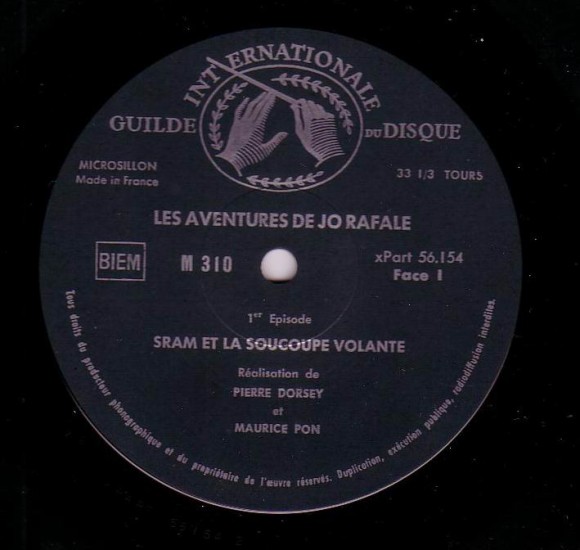 INTERNATIONALE
GUILDE DU DISQUE
MICROSILLON
Made in France
33 1/3 TOURS
LES AVENTURES DE JO RAFALE
BIEM
M 310
xPart 56.154
Face 1
1er Episode
SRAM ET LA SOUCOUPE VOLANTE
Réalisation de
PIERRE DORSEY
et
MAURICE PON
Tous droits du producteur phonographique et du propriétaire de l'œuvre réservés. Duplication, exécution publique, radiodiffusion interdites.